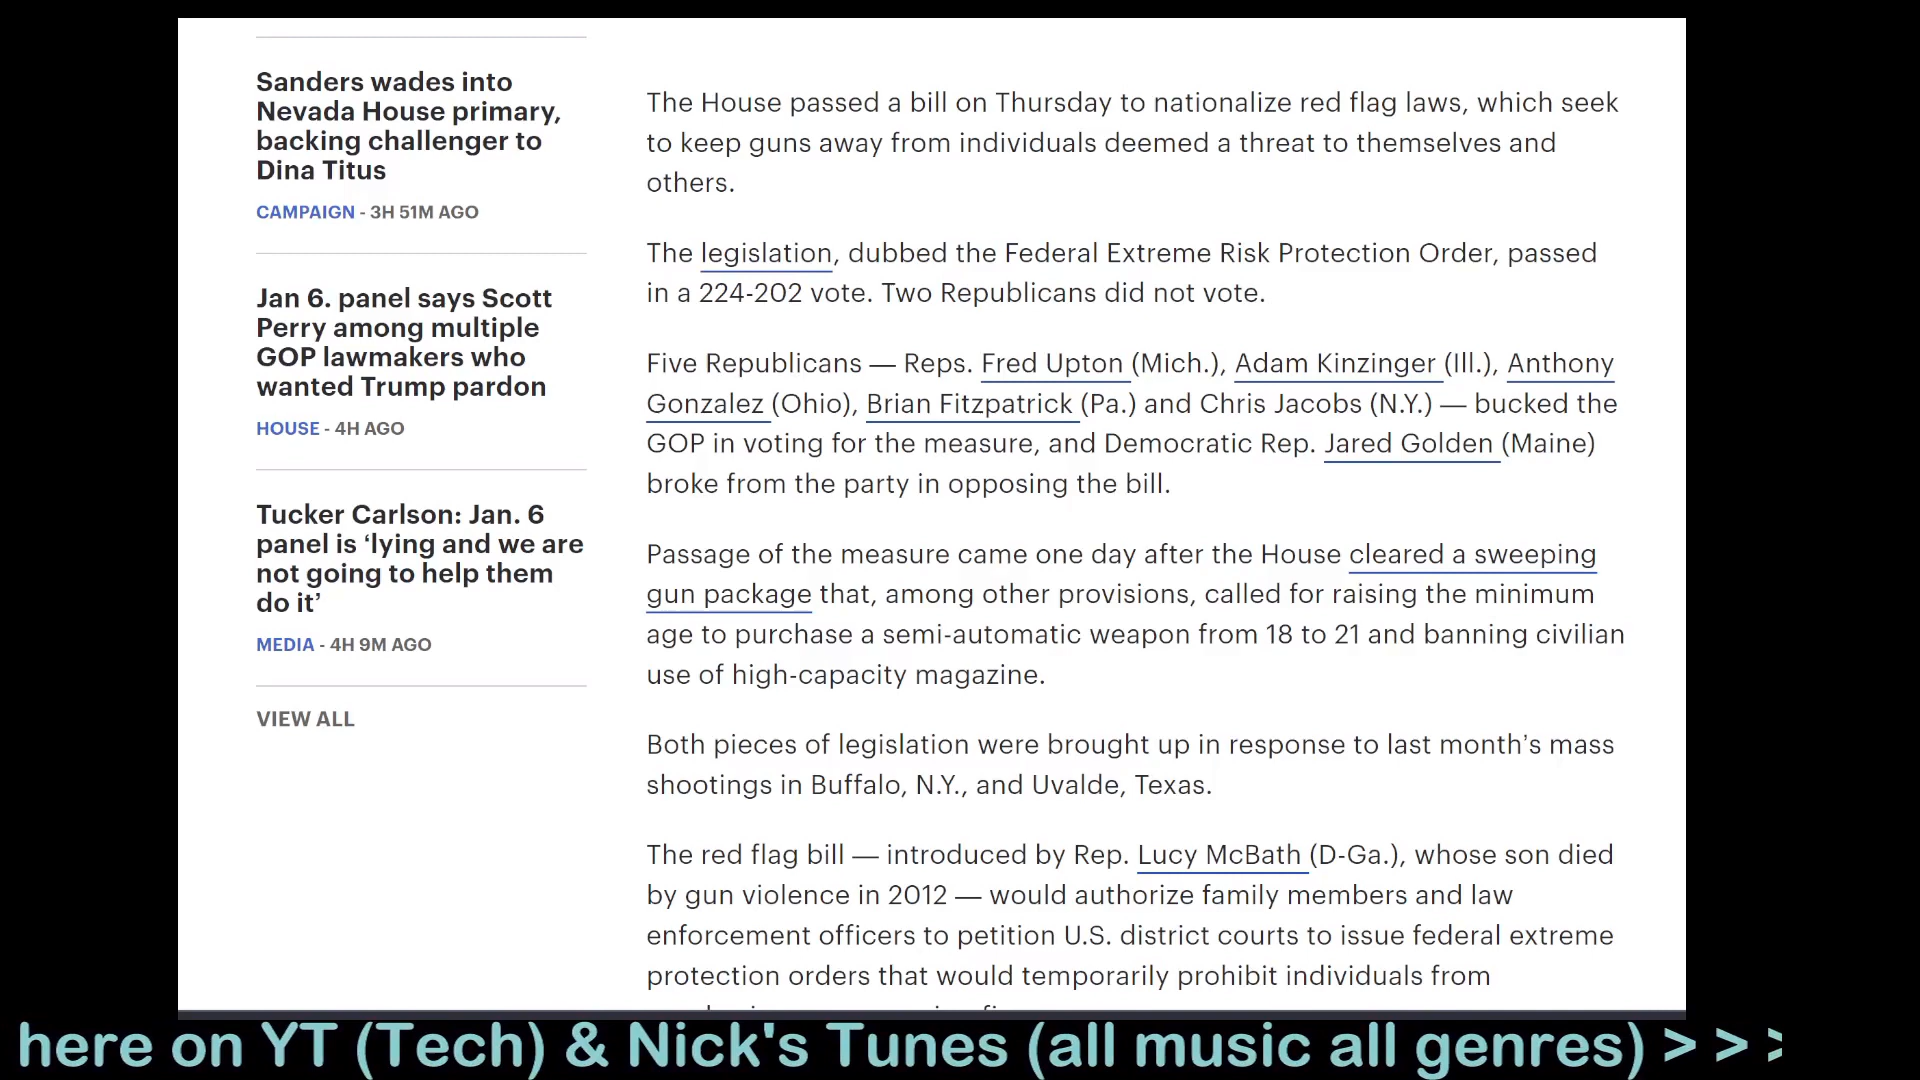 Sanders wades into
Nevada House primary,
backing challenger to
Dina Titus
CAMPAIGN - 3H 51M AGO
Jan 6. panel says Scott
Perry among multiple
GOP lawmakers who
wanted Trump pardon
HOUSE - 4H AGO
Tucker Carlson: Jan. 6
panel is ‘lying and we are
not going to help them
do it’
MEDIA - 4H 9M AGO
VIEW ALL
The House passed a bill on Thursday to nationalize red flag laws, which seek
to keep guns away from individuals deemed a threat to themselves and
others.
The legislation, dubbed the Federal Extreme Risk Protection Order, passed
in a 224-202 vote. Two Republicans did not vote.
Five Republicans — Reps. Fred Upton (Mich.), Adam Kinzinger (Ill.), Anthony
Gonzalez (Ohio), Brian Fitzpatrick (Pa.) and Chris Jacobs (N.Y.) — bucked the
GOP in voting for the measure, and Democratic Rep. Jared Golden (Maine)
broke from the party in opposing the bill.
Passage of the measure came one day after the House cleared a sweeping
gun package that, among other provisions, called for raising the minimum
age to purchase a semi-automatic weapon from 18 to 21 and banning civilian
use of high-capacity magazine.
Both pieces of legislation were brought up in response to last month’s mass
shootings in Buffalo, N.Y., and Uvalde, Texas.
The red flag bill — introduced by Rep. Lucy McBath (D-Ga.), whose son died
by gun violence in 2012 — would authorize family members and law
enforcement officers to petition U.S. district courts to issue federal extreme
protection orders that would temporarily prohibit individuals from
here on YT (Tech) & Nick's Tunes (all music all genres) > > >